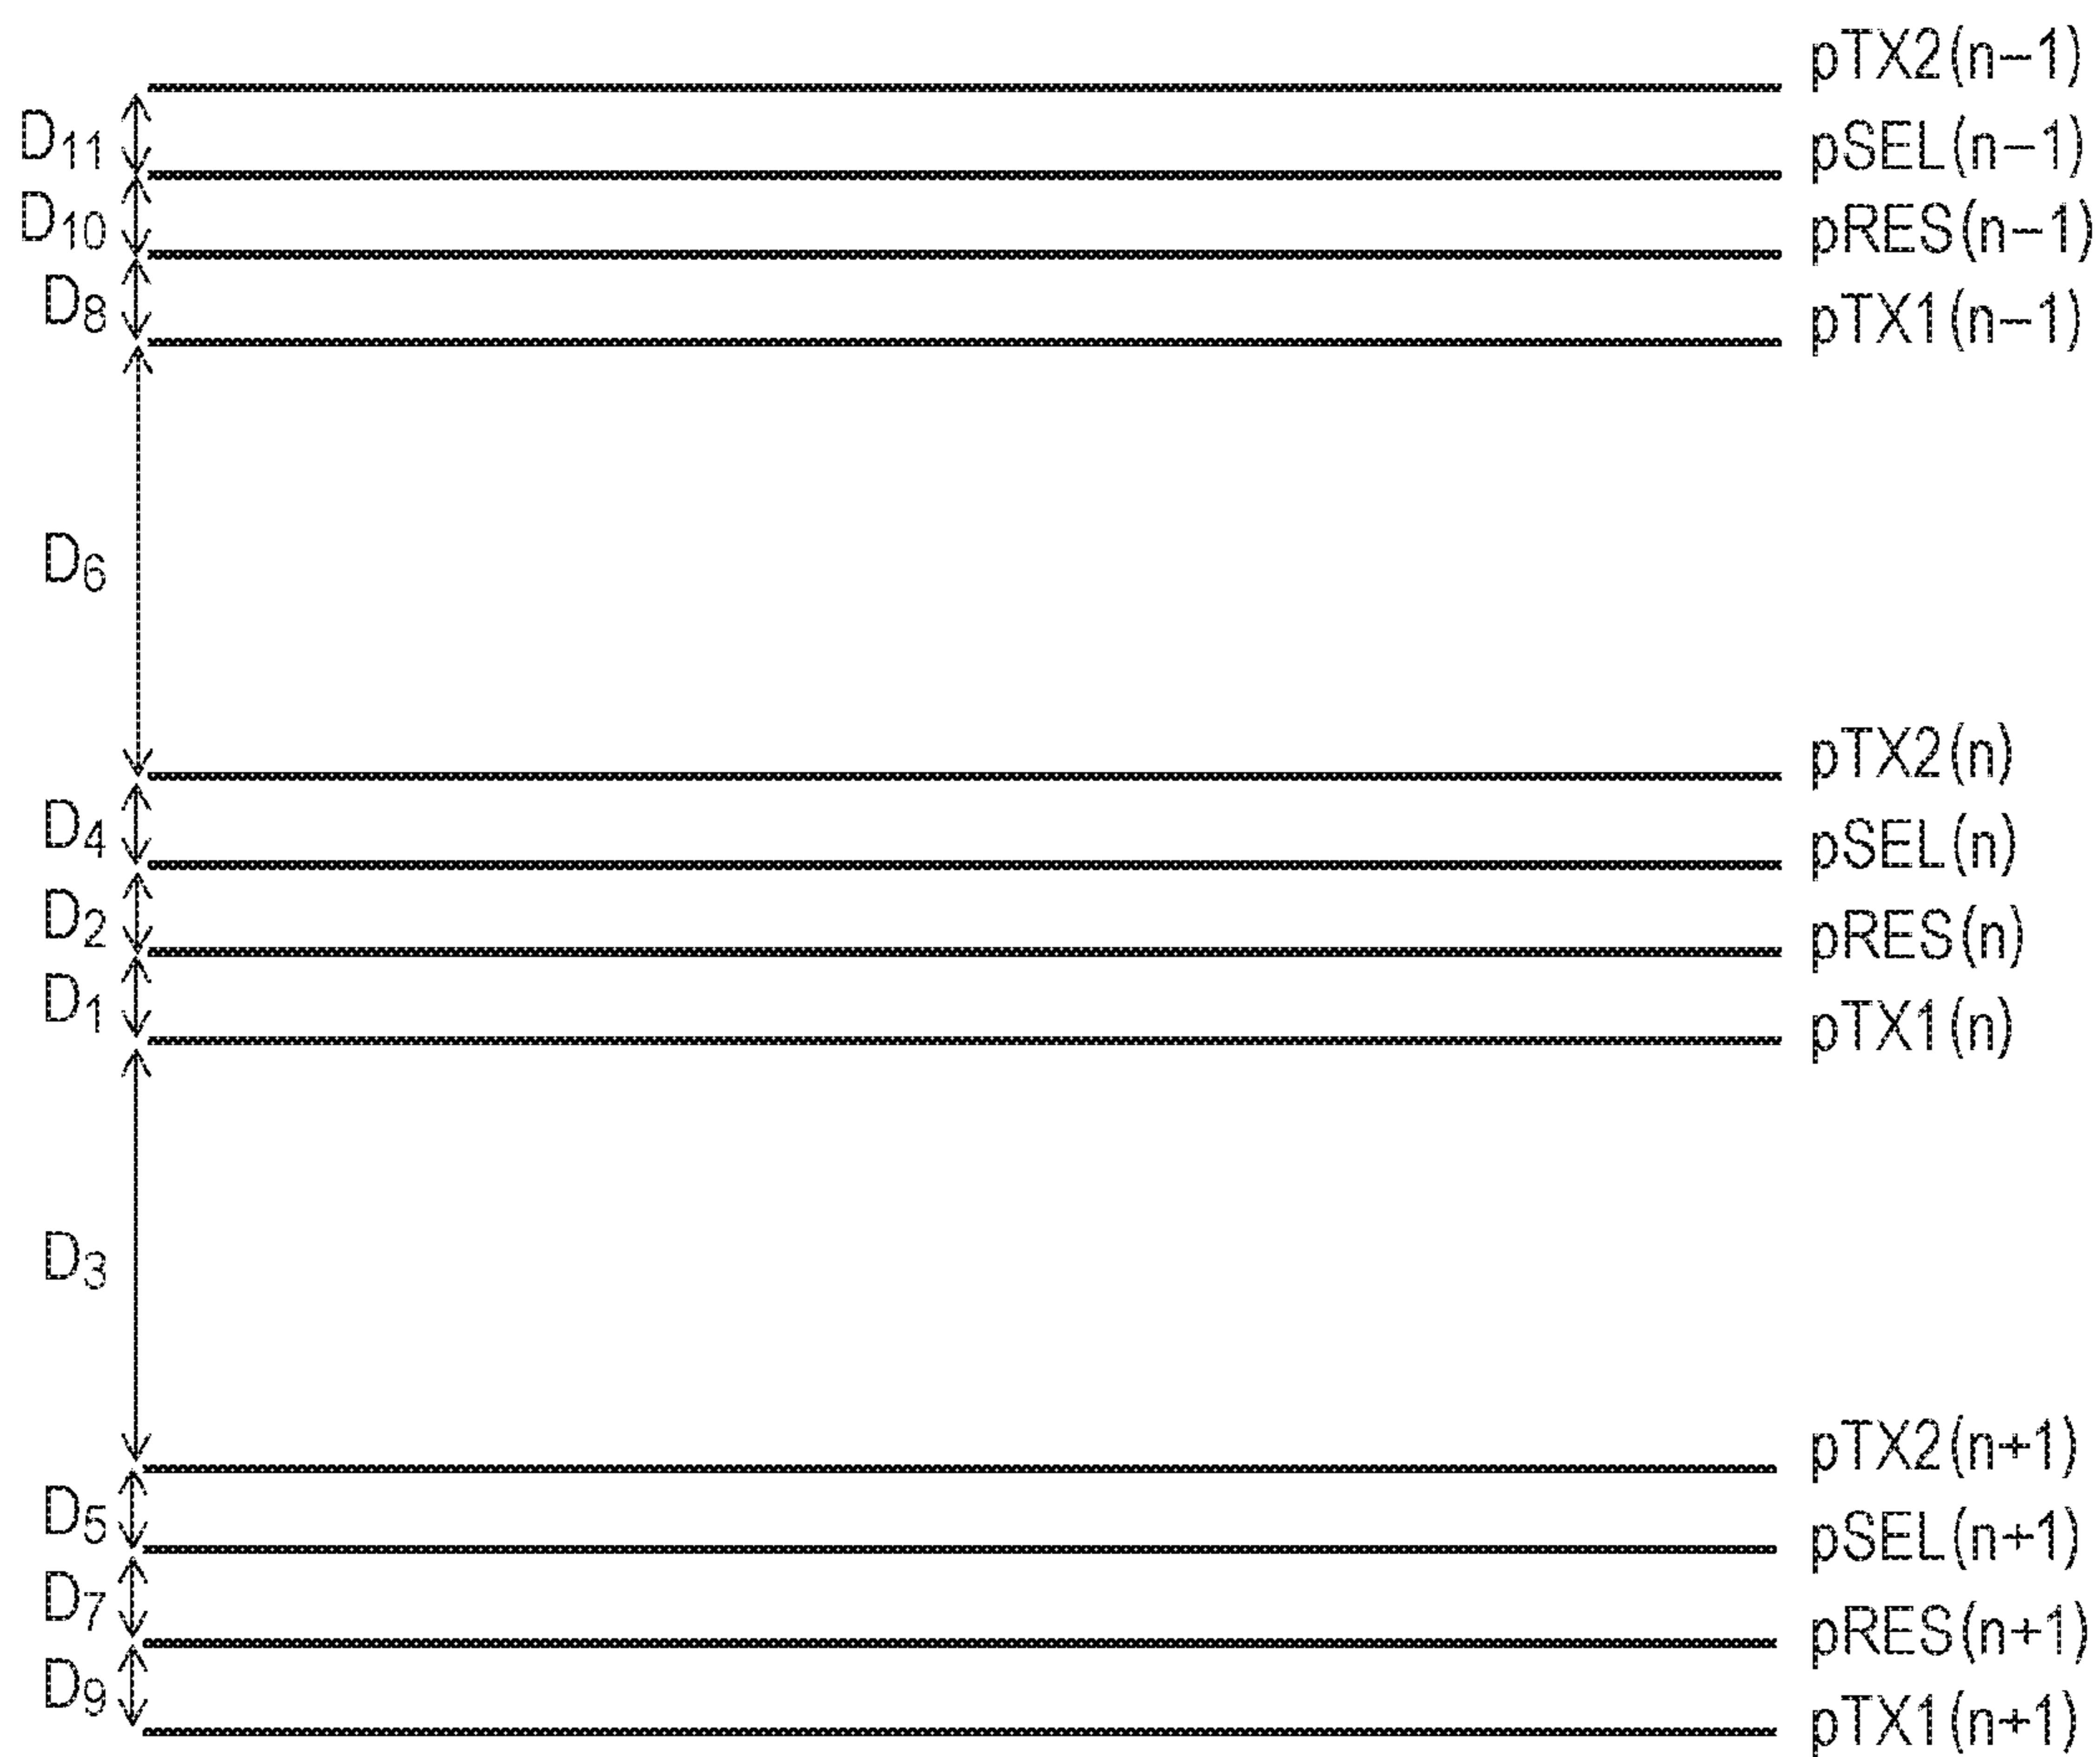 pTX2(n−1)
D11
pSEL(n−1)
D10
pRES(n−1)
D8
pTX1(n−1)
D6
pTX2(n)
D4
pSEL(n)
D2
pRES(n)
D1
pTX1(n)
D3
pTX2(n+1)
D5
pSEL(n+1)
D7
pRES(n+1)
D9
pTX1(n+1)